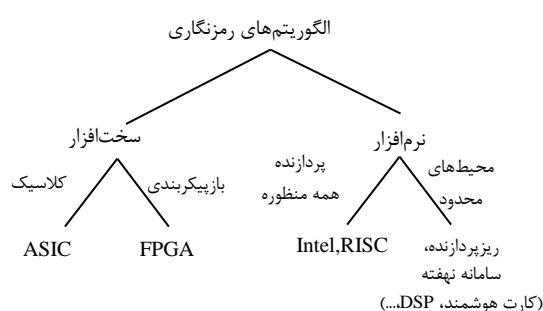 الگوریتم‌های رمزنگاری
نرم‌افزار
سخت‌افزار
محیط‌های
محدود
پردازنده
همه منظوره
بازپیکربندی
کلاسیک
ریزپردازنده،
سامانه نهفته
(کارت هوشمند، DSP،...)
Intel,RISC
FPGA
ASIC